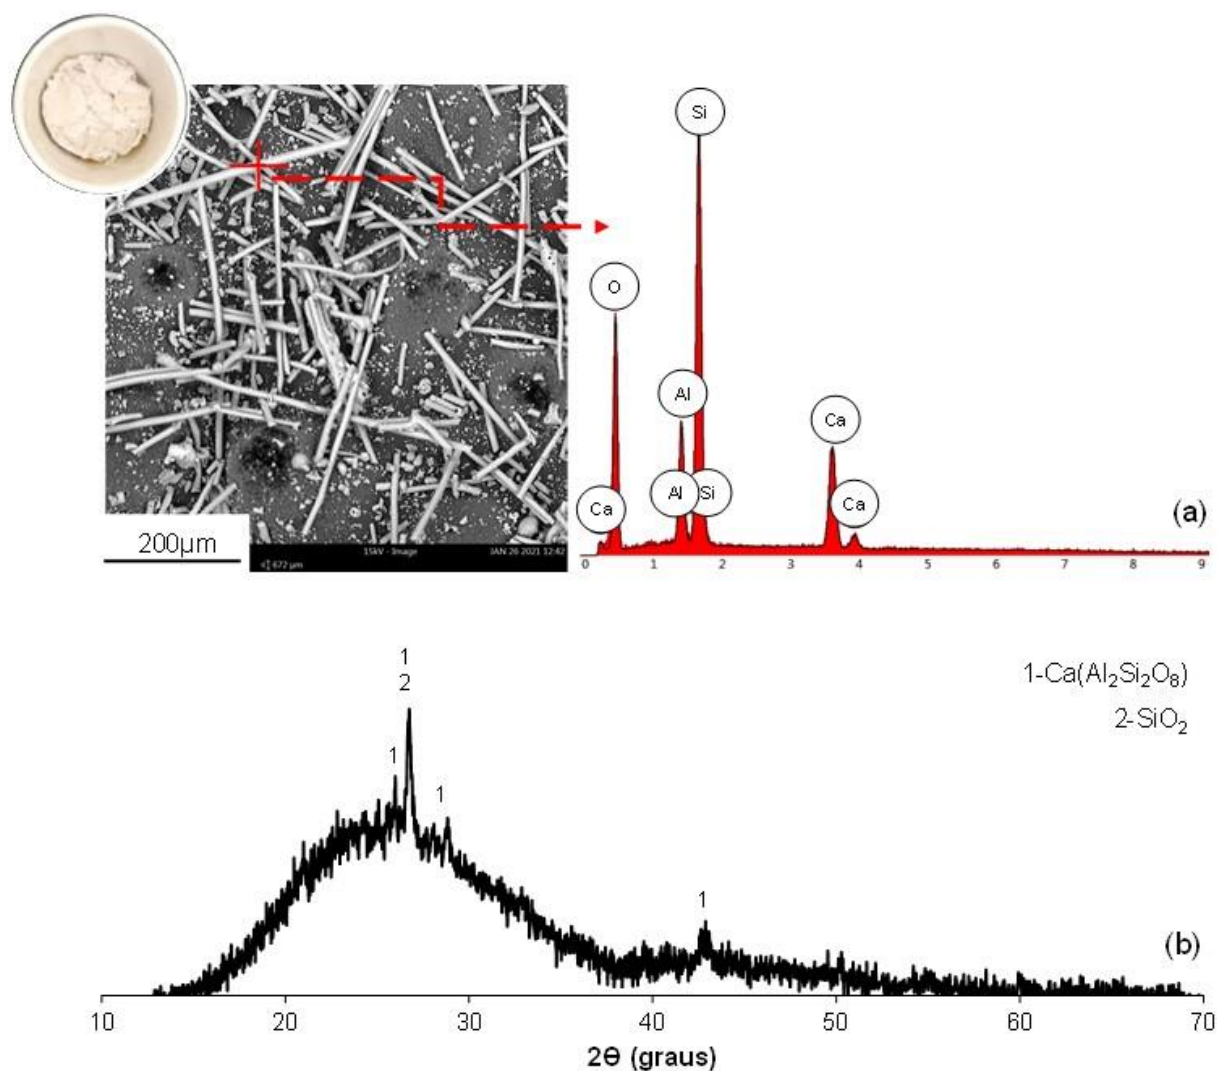 Si
O
Al
Ca
Al
Si
Ca
Ca
(a)
200µm
15kV - Image
JAN 26 2021 12:42
672 µm
0 1 2 3 4 5 6 7 8 9
1
2
1-Ca(Al₂Si₂O₈)
2-SiO₂
1
1
1
(b)
10 20 30 40 50 60 70
2Θ (graus)